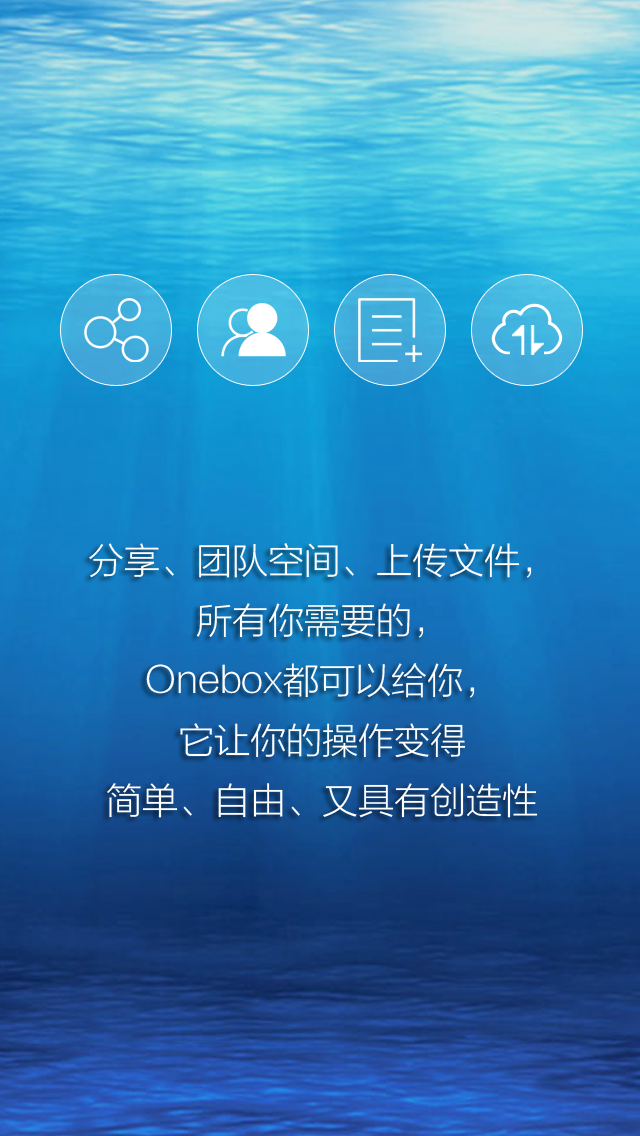 分享、团队空间、上传文件，
所有你需要的，
Onebox都可以给你，
它让你的操作变得
简单、自由、又具有创造性